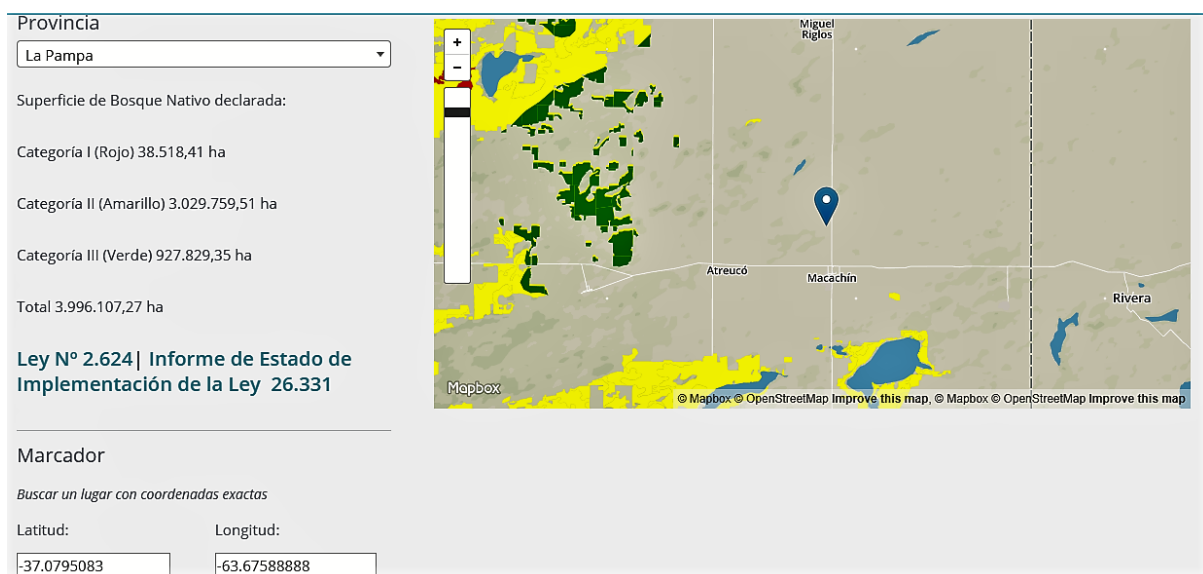 Provincia
La Pampa
Superficie de Bosque Nativo declarada:
Categoría I (Rojo) 38.518,41 ha
Categoría II (Amarillo) 3.029.759,51 ha
Categoría III (Verde) 927.829,35 ha
Total 3.996.107,27 ha
Ley Nº 2.624| Informe de Estado de
Implementación de la Ley 26.331
Marcador
Buscar un lugar con coordenadas exactas
Latitud: Longitud:
-37.0795083 -63.67588888
+
−
Miguel
Riglos
Atreucó
Macachín
Rivera
Mapbox
© Mapbox © OpenStreetMap Improve this map, © Mapbox © OpenStreetMap Improve this map